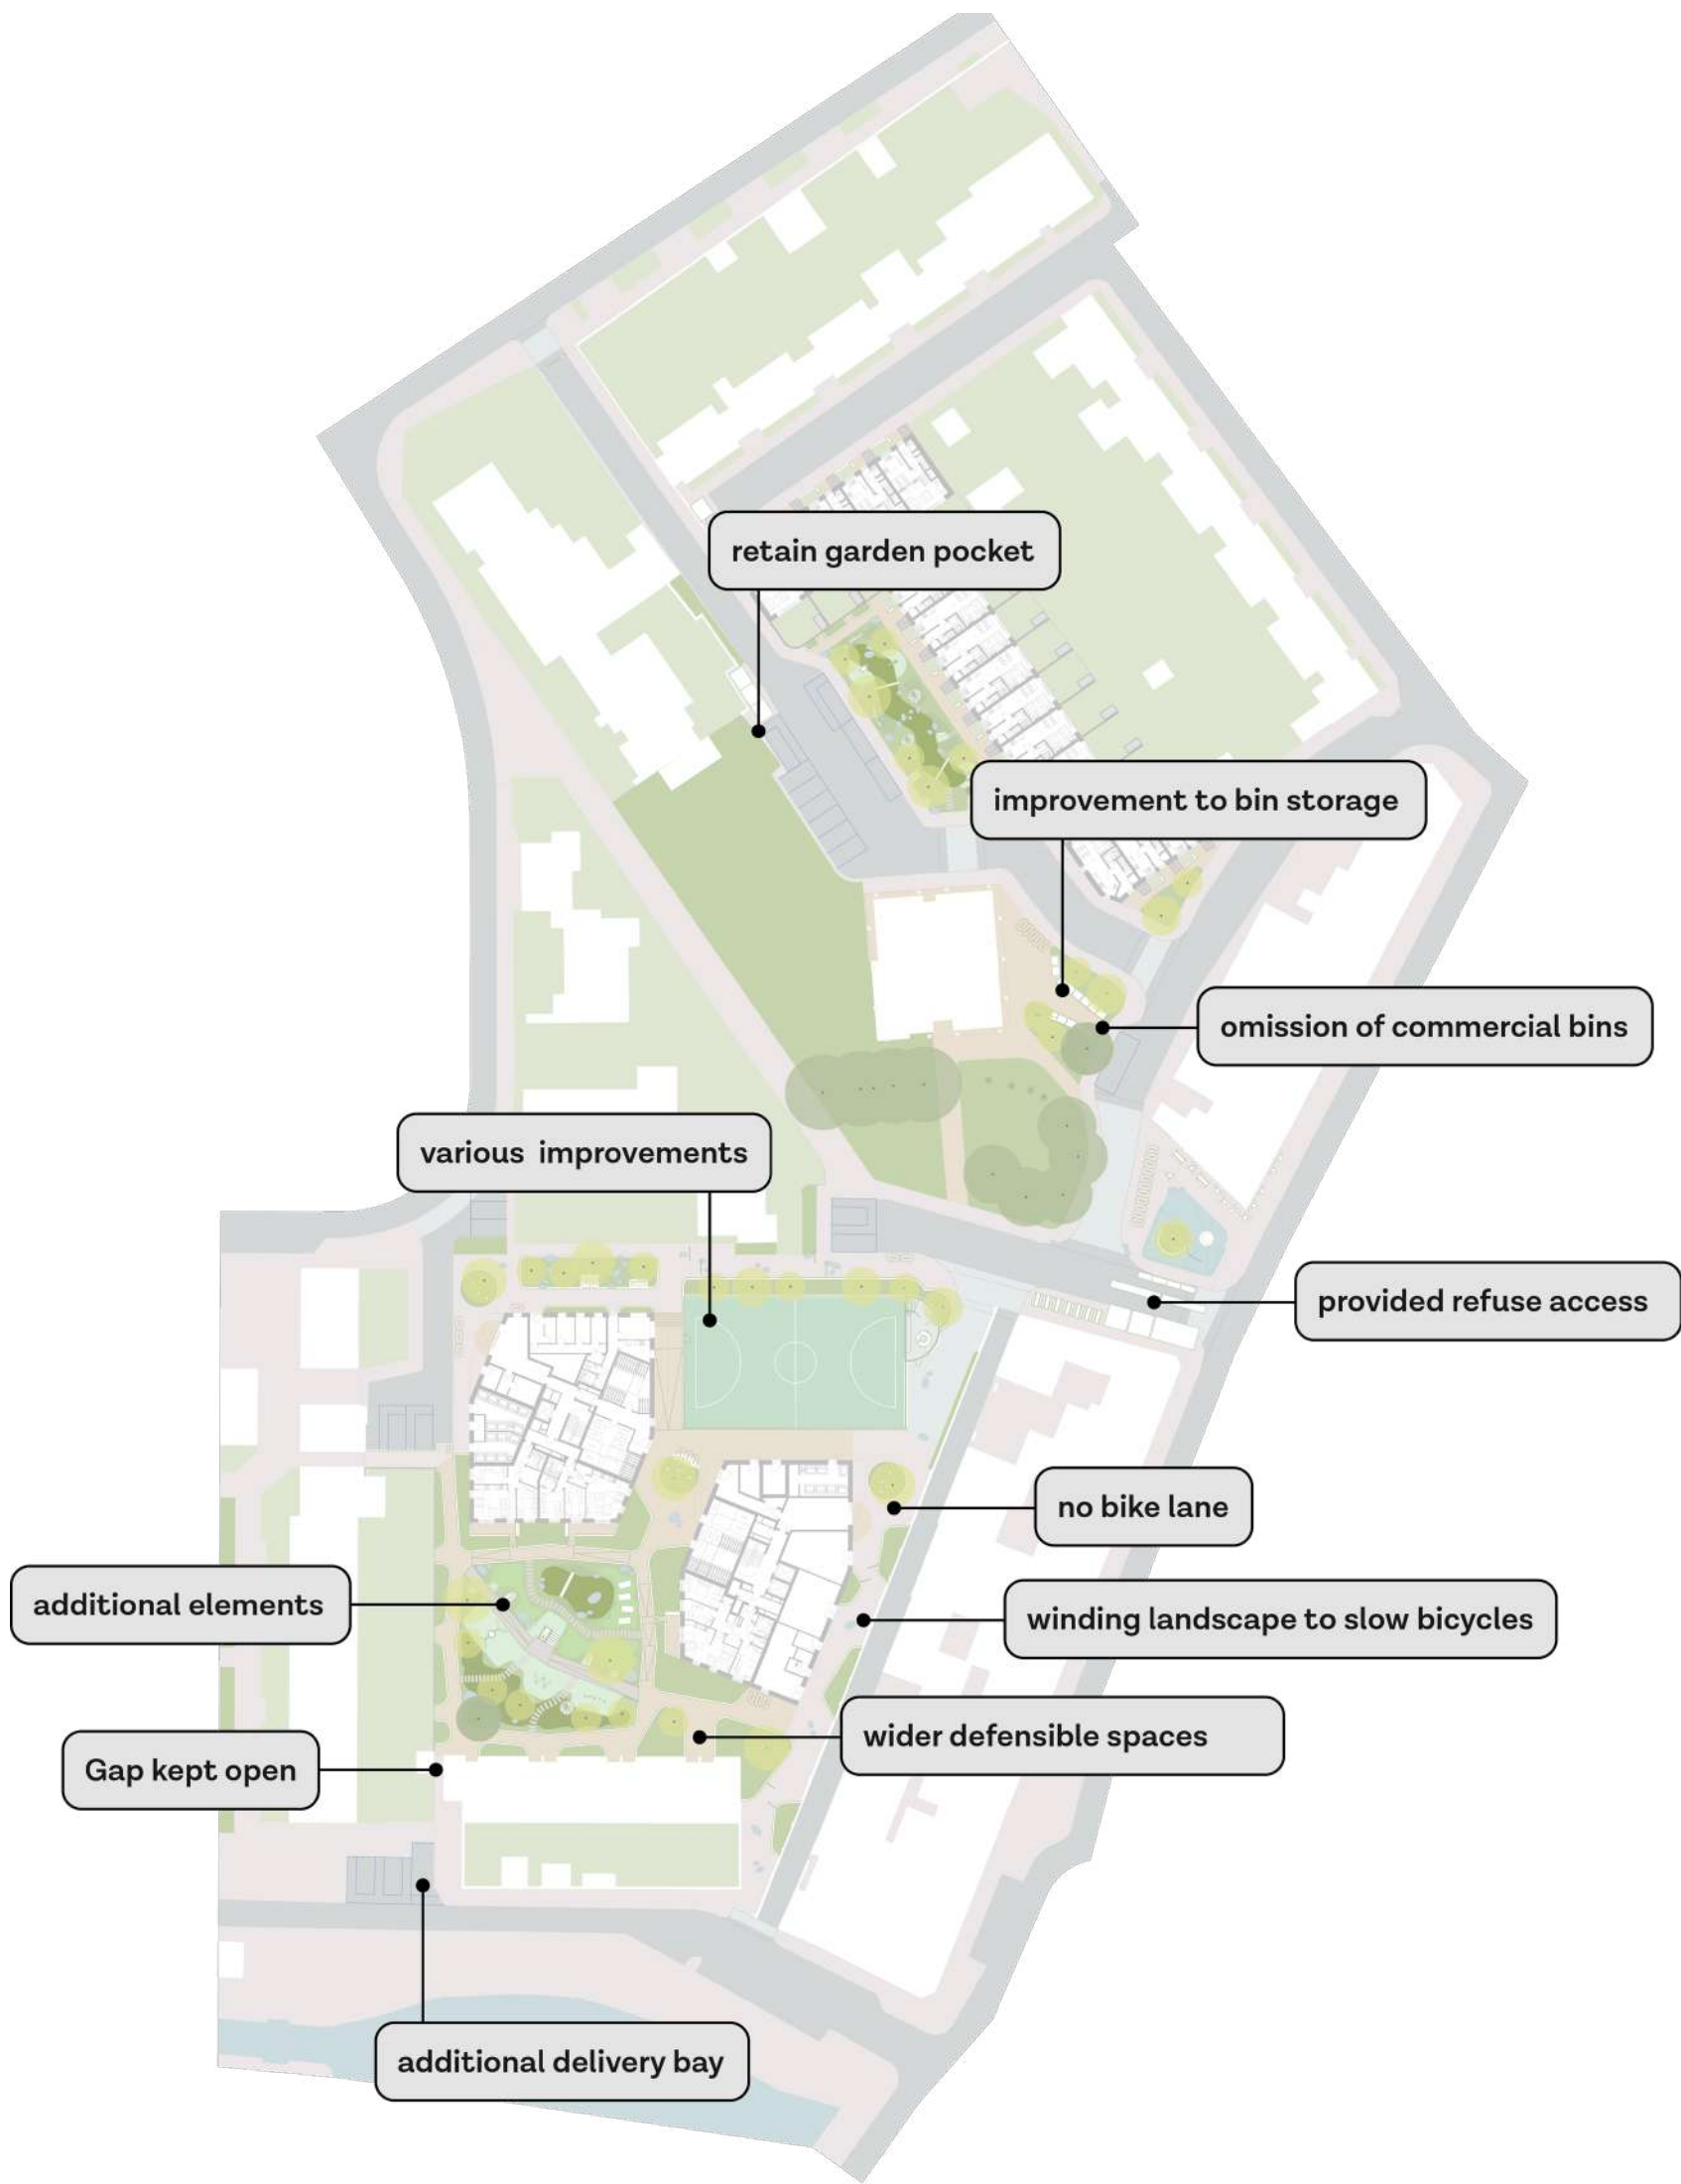 retain garden pocket
improvement to bin storage
omission of commercial bins
various improvements
provided refuse access
no bike lane
additional elements
winding landscape to slow bicycles
wider defensible spaces
Gap kept open
additional delivery bay